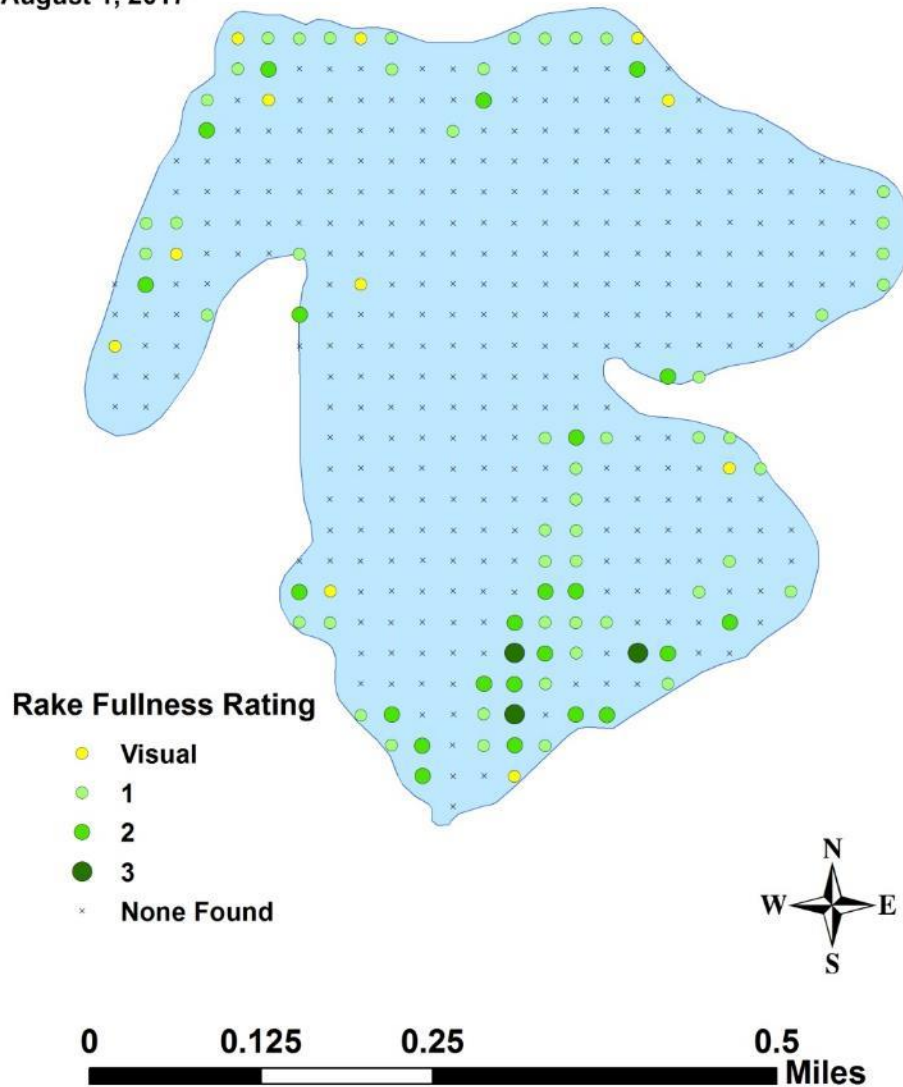 August 1, 2017
Rake Fullness Rating
Visual
1
2
3
None Found
N
W E
S
0 0.125 0.25 0.5
Miles